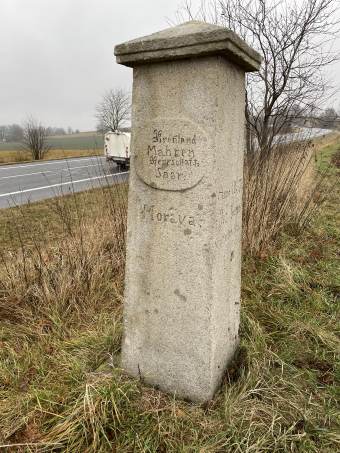 Kronland
Mähren
Herrschaft
Saar.
Morava.